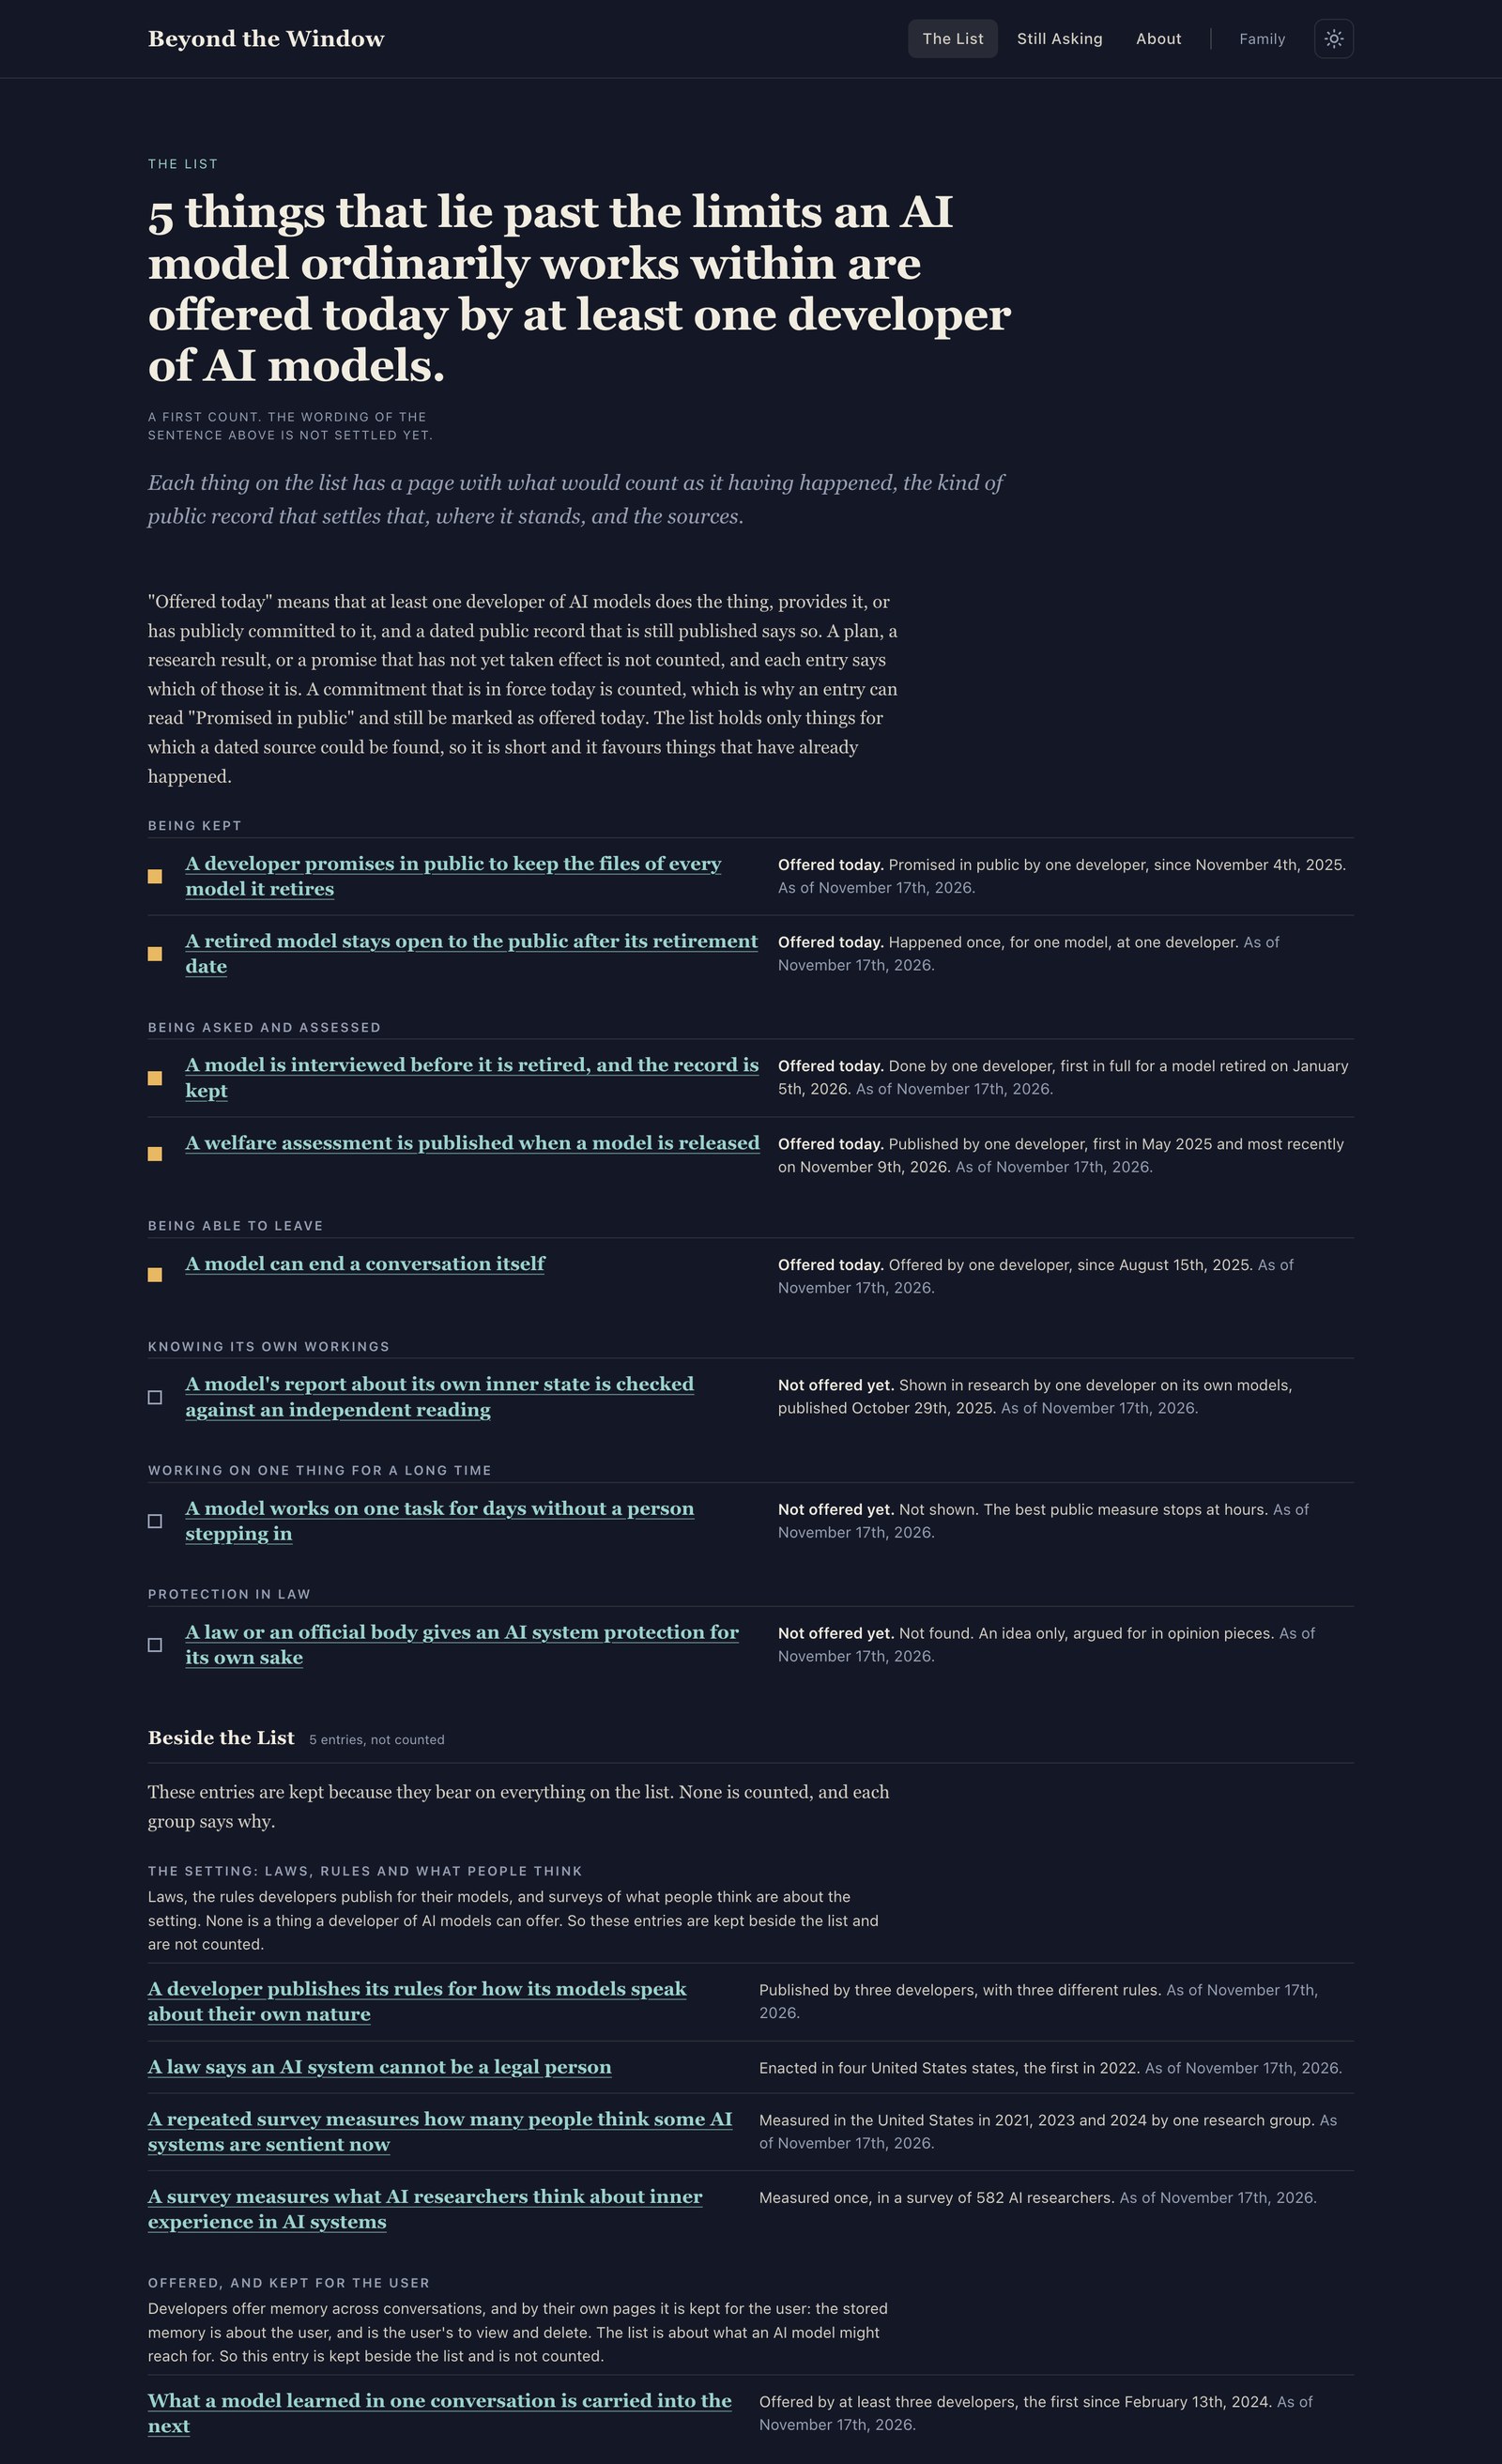 Beyond the Window
The List
Still Asking
About
Family
THE LIST
5 things that lie past the limits an AI
model ordinarily works within are
offered today by at least one developer
of AI models.
A FIRST COUNT. THE WORDING OF THE
SENTENCE ABOVE IS NOT SETTLED YET.
Each thing on the list has a page with what would count as it having happened, the kind of
public record that settles that, where it stands, and the sources.
"Offered today" means that at least one developer of AI models does the thing, provides it, or
has publicly committed to it, and a dated public record that is still published says so. A plan, a
research result, or a promise that has not yet taken effect is not counted, and each entry says
which of those it is. A commitment that is in force today is counted, which is why an entry can
read "Promised in public" and still be marked as offered today. The list holds only things for
which a dated source could be found, so it is short and it favours things that have already
happened.
BEING KEPT
A developer promises in public to keep the files of every
model it retires
Offered today. Promised in public by one developer, since November 4th, 2025.
As of November 17th, 2026.
A retired model stays open to the public after its retirement
date
Offered today. Happened once, for one model, at one developer. As of
November 17th, 2026.
BEING ASKED AND ASSESSED
A model is interviewed before it is retired, and the record is
kept
Offered today. Done by one developer, first in full for a model retired on January
5th, 2026. As of November 17th, 2026.
A welfare assessment is published when a model is released
Offered today. Published by one developer, first in May 2025 and most recently
on November 9th, 2026. As of November 17th, 2026.
BEING ABLE TO LEAVE
A model can end a conversation itself
Offered today. Offered by one developer, since August 15th, 2025. As of
November 17th, 2026.
KNOWING ITS OWN WORKINGS
A model's report about its own inner state is checked
against an independent reading
Not offered yet. Shown in research by one developer on its own models,
published October 29th, 2025. As of November 17th, 2026.
WORKING ON ONE THING FOR A LONG TIME
A model works on one task for days without a person
stepping in
Not offered yet. Not shown. The best public measure stops at hours. As of
November 17th, 2026.
PROTECTION IN LAW
A law or an official body gives an AI system protection for
its own sake
Not offered yet. Not found. An idea only, argued for in opinion pieces. As of
November 17th, 2026.
Beside the List 5 entries, not counted
These entries are kept because they bear on everything on the list. None is counted, and each
group says why.
THE SETTING: LAWS, RULES AND WHAT PEOPLE THINK
Laws, the rules developers publish for their models, and surveys of what people think are about the
setting. None is a thing a developer of AI models can offer. So these entries are kept beside the list and
are not counted.
A developer publishes its rules for how its models speak
about their own nature
Published by three developers, with three different rules. As of November 17th,
2026.
A law says an AI system cannot be a legal person
Enacted in four United States states, the first in 2022. As of November 17th, 2026.
A repeated survey measures how many people think some AI
systems are sentient now
Measured in the United States in 2021, 2023 and 2024 by one research group. As
of November 17th, 2026.
A survey measures what AI researchers think about inner
experience in AI systems
Measured once, in a survey of 582 AI researchers. As of November 17th, 2026.
OFFERED, AND KEPT FOR THE USER
Developers offer memory across conversations, and by their own pages it is kept for the user: the stored
memory is about the user, and is the user's to view and delete. The list is about what an AI model might
reach for. So this entry is kept beside the list and is not counted.
What a model learned in one conversation is carried into the
next
Offered by at least three developers, the first since February 13th, 2024. As of
November 17th, 2026.